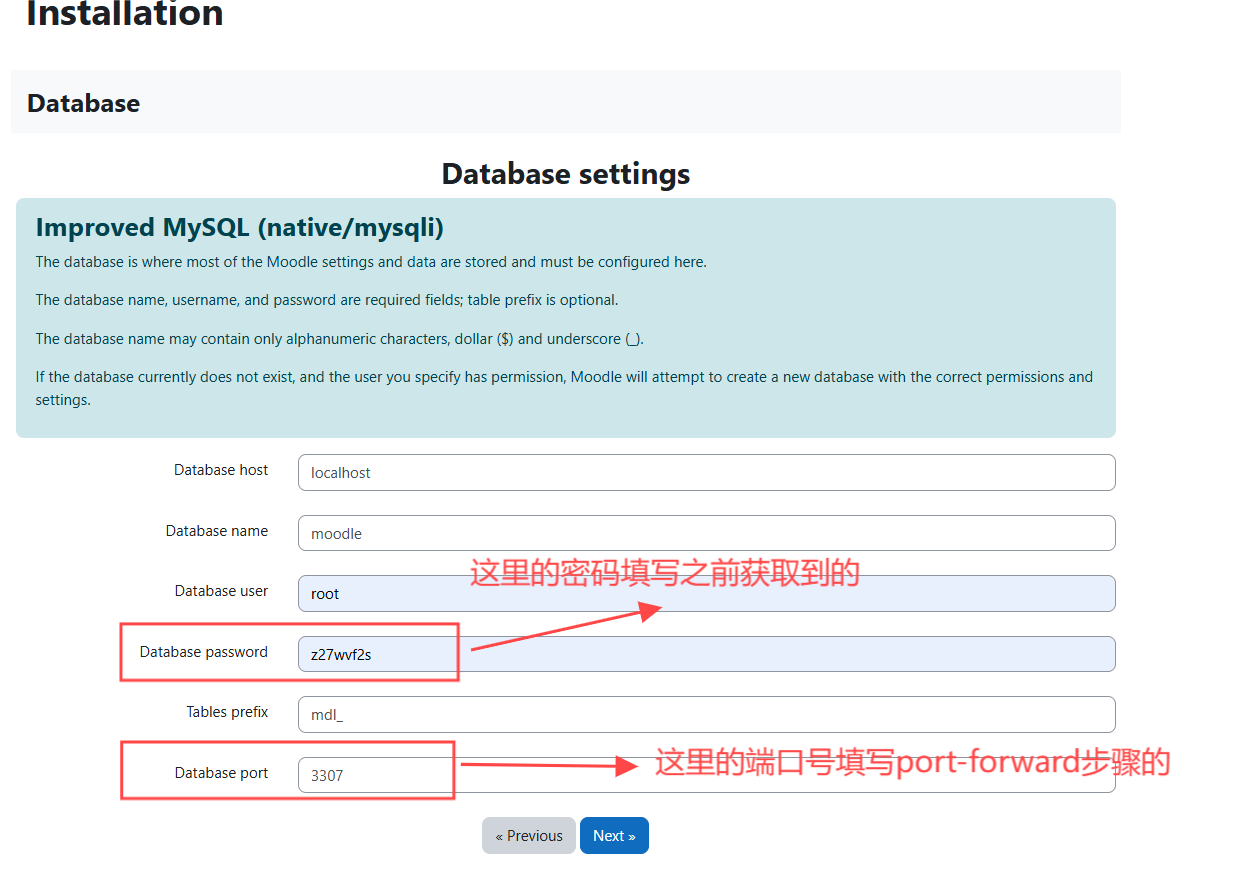 Installation
Database
Database settings
Improved MySQL (native/mysqli)
The database is where most of the Moodle settings and data are stored and must be configured here.
The database name, username, and password are required fields; table prefix is optional.
The database name may contain only alphanumeric characters, dollar ($) and underscore (_).
If the database currently does not exist, and the user you specify has permission, Moodle will attempt to create a new database with the correct permissions and
settings.
Database host localhost
Database name moodle
这里的密码填写之前获取到的
Database user root
Database password z27wvf2s
Tables prefix mdl_
这里的端口号填写port-forward步骤的
Database port 3307
« Previous Next »